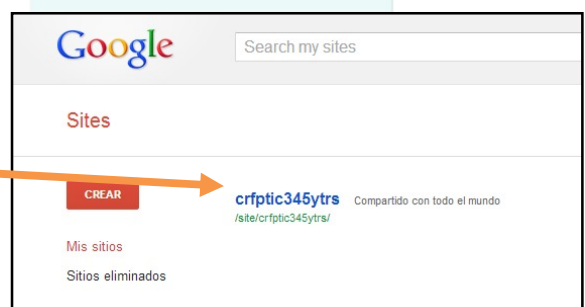 Google Search my sites
Sites
CREAR
crfptic345ytrs Compartido con todo el mundo
/site/crfptic345ytrs/
Mis sitios
Sitios eliminados